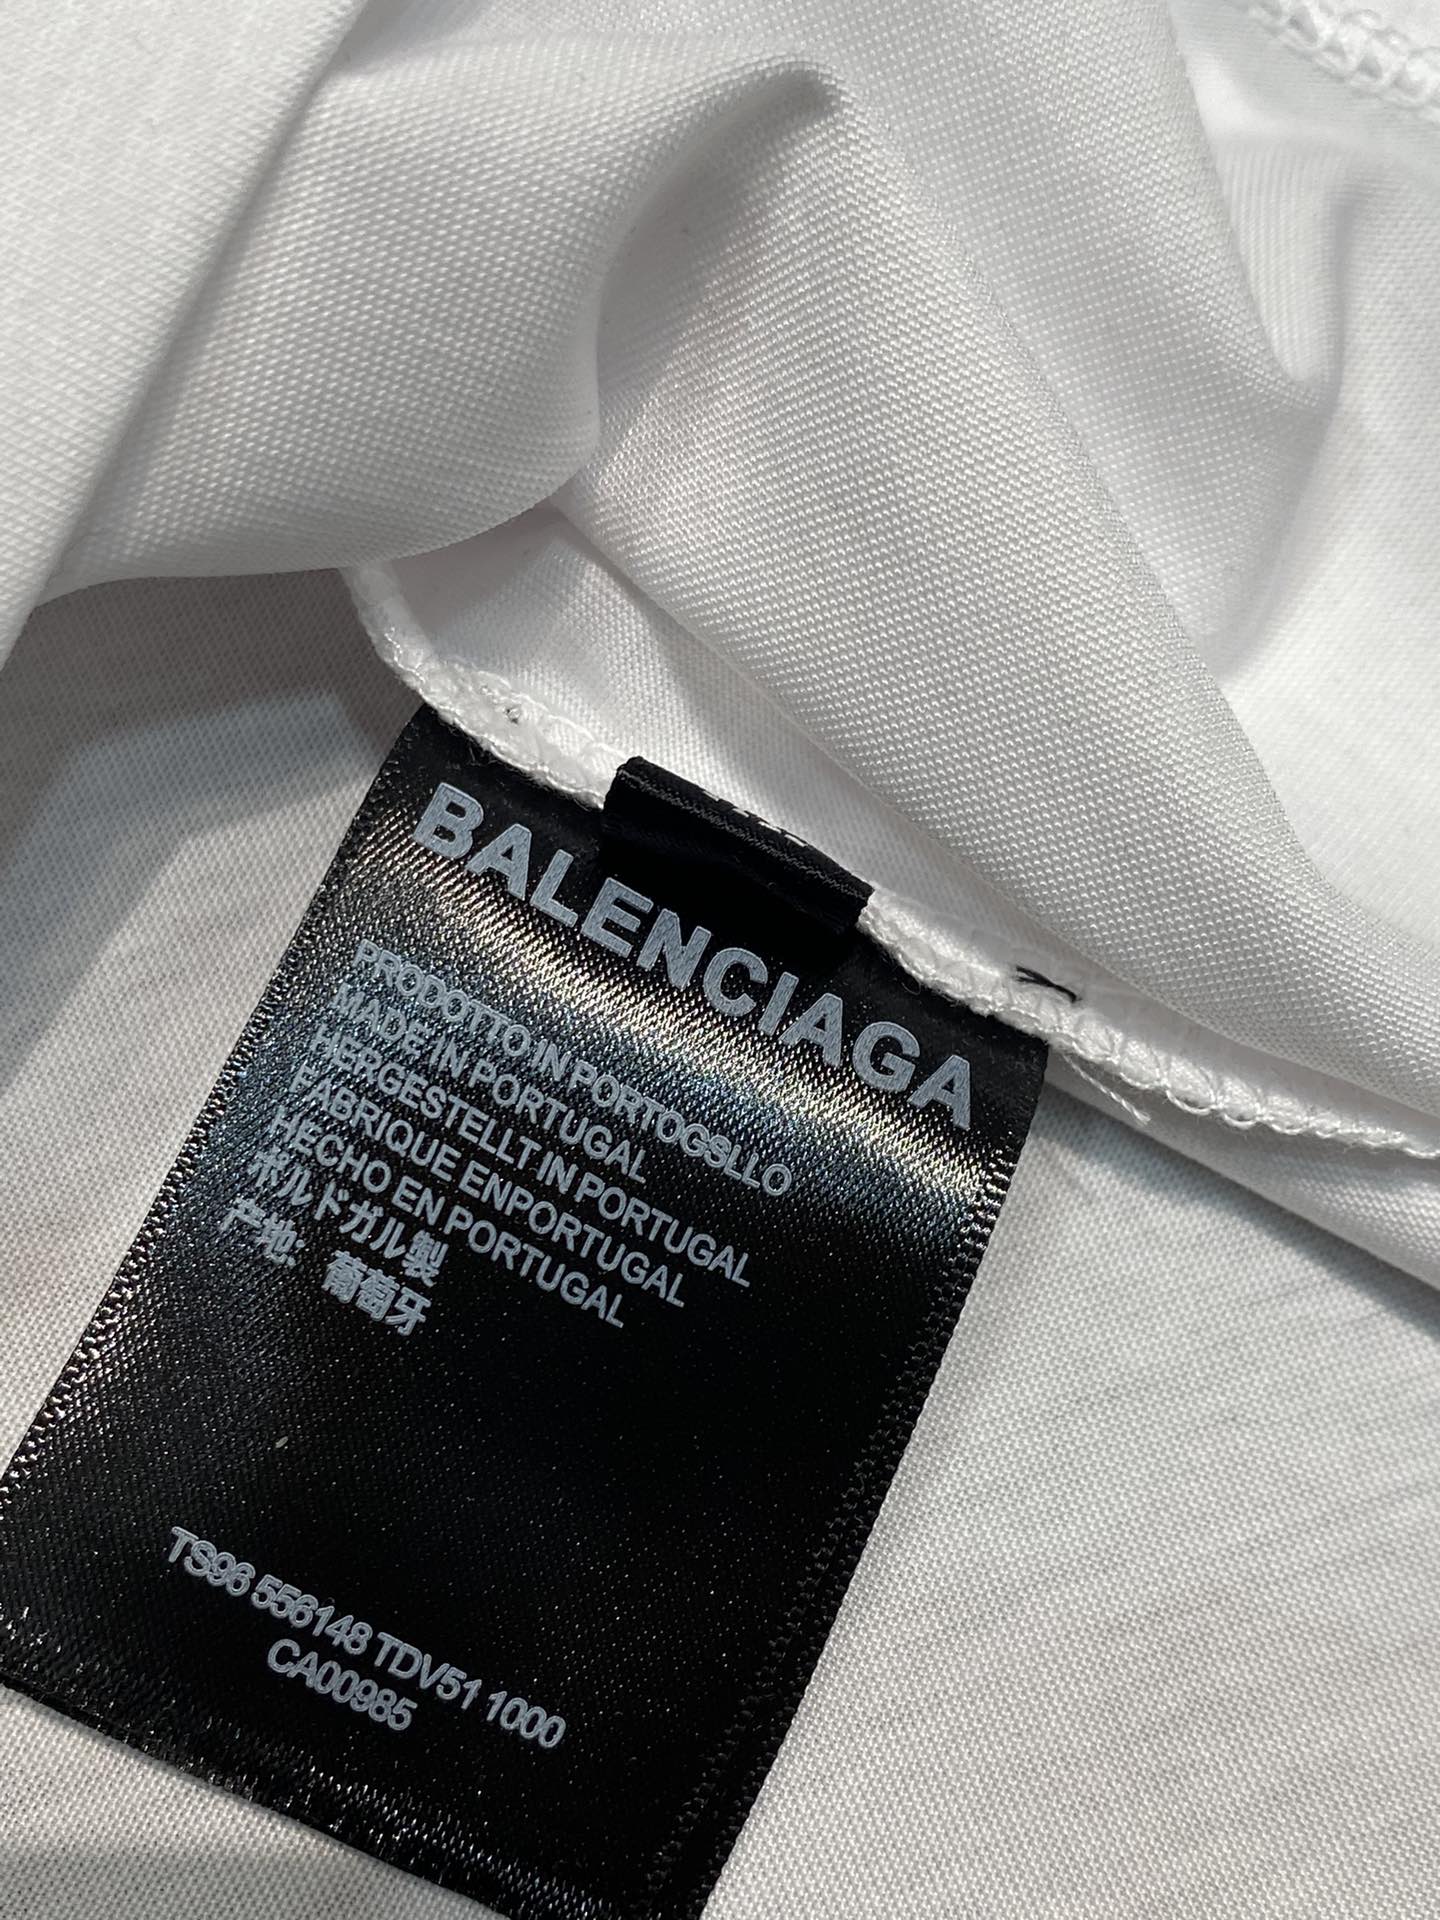 BALENCIAGA
PRODOTTO IN PORTOGSLLO
MADE IN PORTUGAL
HERGESTELLT IN PORTUGAL
FABRIQUE ENPORTUGAL
HECHO EN PORTUGAL
ポルドガル製
产地: 葡萄牙
TS96 556148 TDV51 1000
CA00985